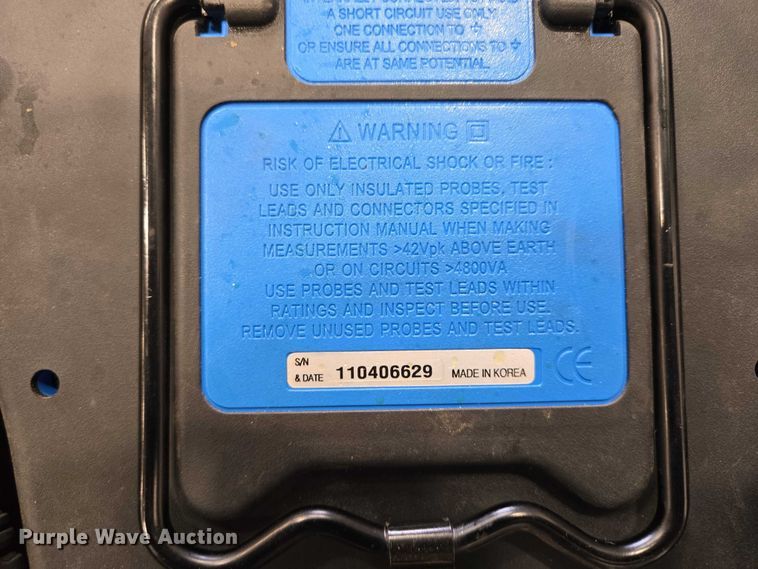 A SHORT CIRCUIT USE ONLY
ONE CONNECTION TO
OR ENSURE ALL CONNECTIONS TO
ARE AT SAME POTENTIAL
WARNING
RISK OF ELECTRICAL SHOCK OR FIRE :
USE ONLY INSULATED PROBES, TEST
LEADS AND CONNECTORS SPECIFIED IN
INSTRUCTION MANUAL WHEN MAKING
MEASUREMENTS >42Vpk ABOVE EARTH
OR ON CIRCUITS >4800VA
USE PROBES AND TEST LEADS WITHIN
RATINGS AND INSPECT BEFORE USE.
REMOVE UNUSED PROBES AND TEST LEADS.
S/N
& DATE 110406629 MADE IN KOREA
CE
Purple Wave Auction